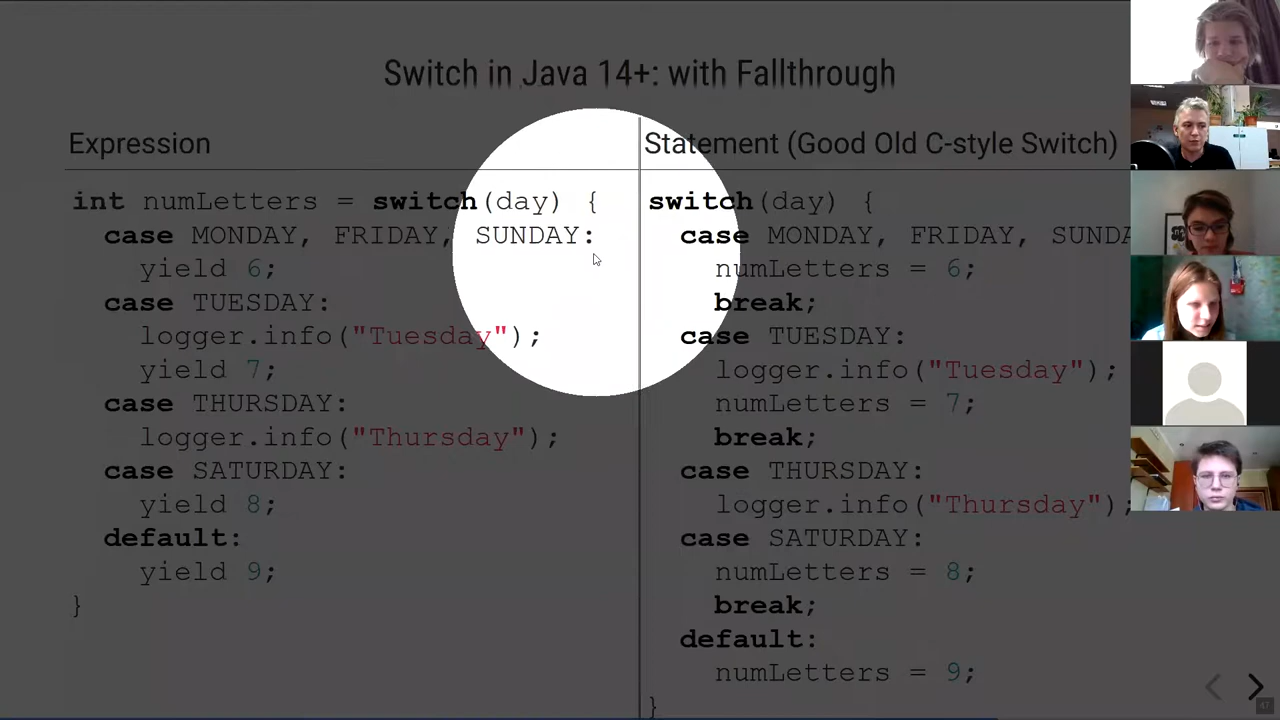 Switch in Java 14+: with Fallthrough
Expression
int numLetters = switch(day) {
case MONDAY, FRIDAY, SUNDAY:
yield 6;
case TUESDAY:
logger.info("Tuesday");
yield 7;
case THURSDAY:
logger.info("Thursday");
case SATURDAY:
yield 8;
default:
yield 9;
}
Statement (Good Old C-style Switch)
switch(day) {
case MONDAY, FRIDAY, SUNDA
numLetters = 6;
break;
case TUESDAY:
logger.info("Tuesday");
numLetters = 7;
break;
case THURSDAY:
logger.info("Thursday");
case SATURDAY:
numLetters = 8;
break;
default:
numLetters = 9;
}
47